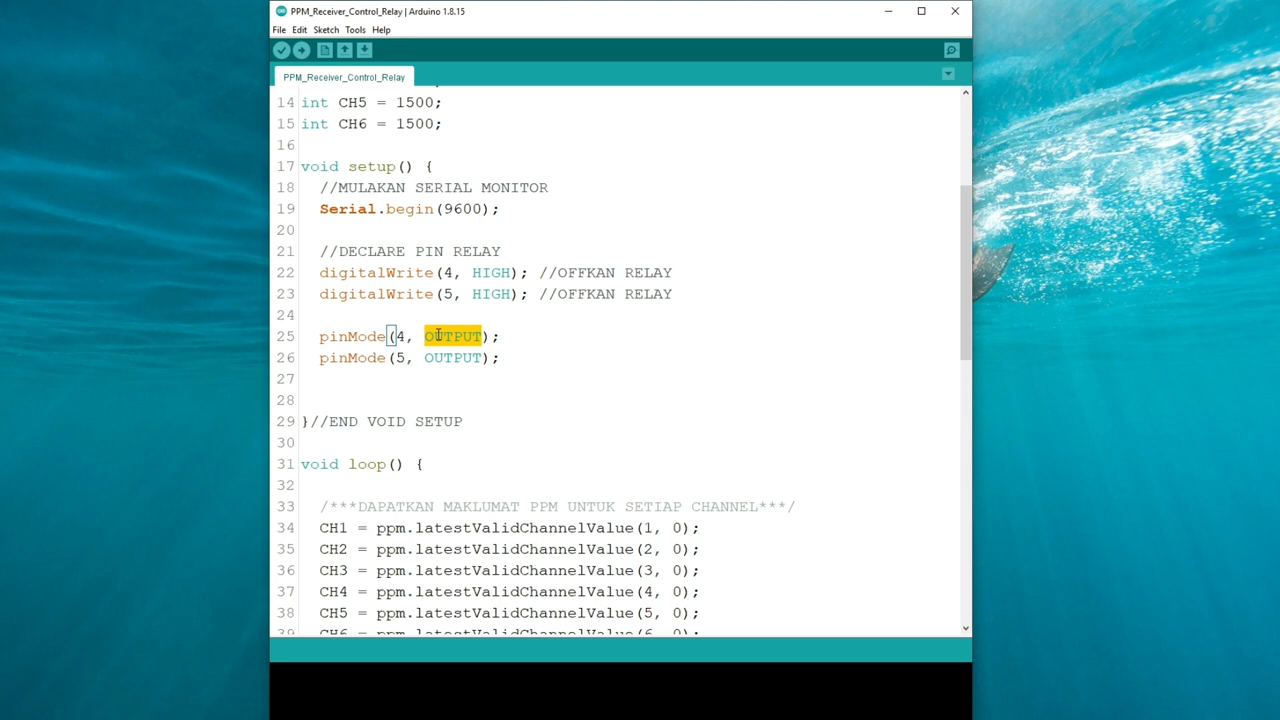 PPM_Receiver_Control_Relay | Arduino 1.8.15
File Edit Sketch Tools Help
PPM_Receiver_Control_Relay
14 int CH5 = 1500;
15 int CH6 = 1500;
16
17 void setup() {
18 //MULAKAN SERIAL MONITOR
19 Serial.begin(9600);
20
21 //DECLARE PIN RELAY
22 digitalWrite(4, HIGH); //OFFKAN RELAY
23 digitalWrite(5, HIGH); //OFFKAN RELAY
24
25 pinMode(4, OUTPUT);
26 pinMode(5, OUTPUT);
27
28
29 }//END VOID SETUP
30
31 void loop() {
32
33 /***DAPATKAN MAKLUMAT PPM UNTUK SETIAP CHANNEL***/
34 CH1 = ppm.latestValidChannelValue(1, 0);
35 CH2 = ppm.latestValidChannelValue(2, 0);
36 CH3 = ppm.latestValidChannelValue(3, 0);
37 CH4 = ppm.latestValidChannelValue(4, 0);
38 CH5 = ppm.latestValidChannelValue(5, 0);
39 CH6 = ppm.latestValidChannelValue(6, 0);